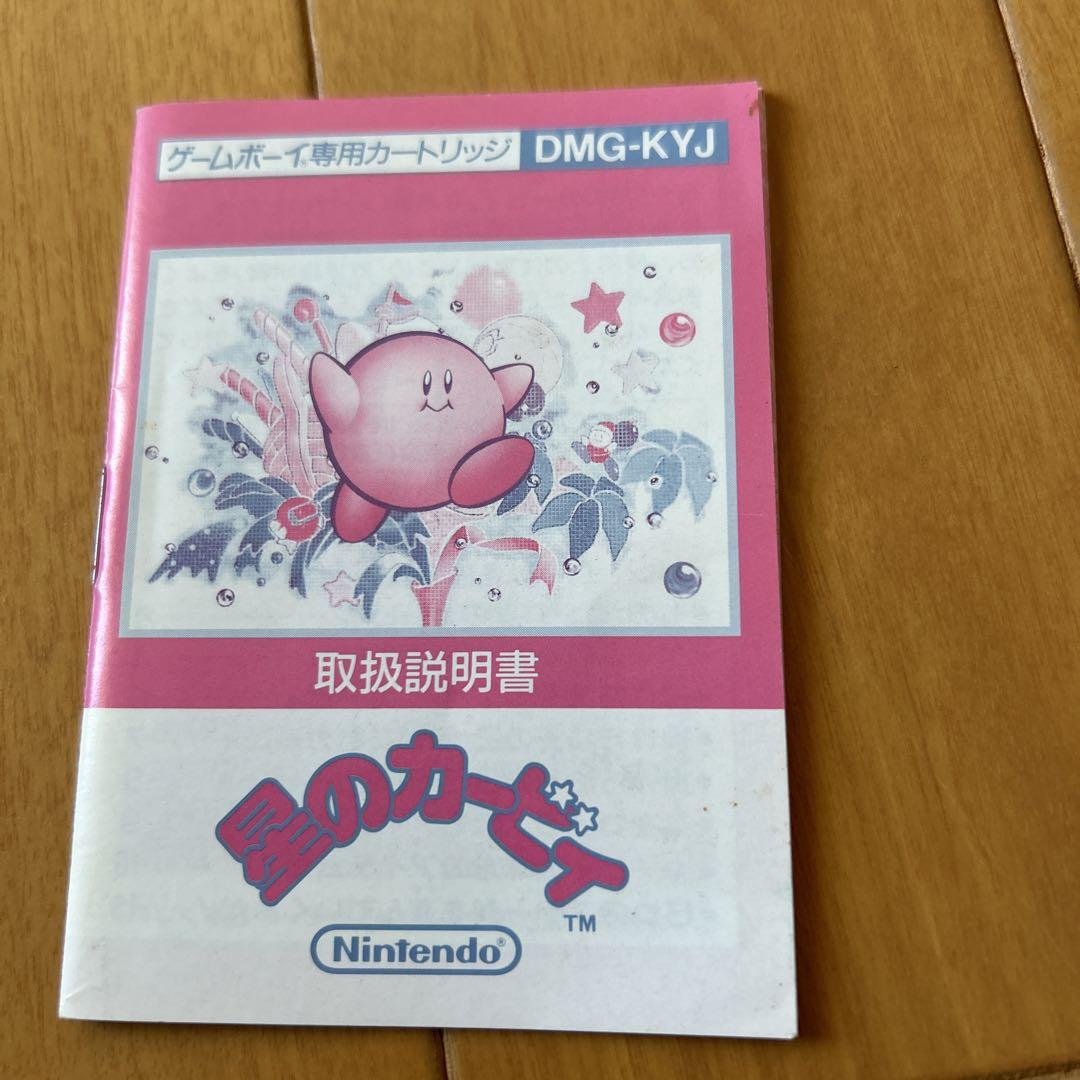 ゲームボーイ®専用カートリッジ DMG-KYJ
取扱説明書
星のカービィ
TM
Nintendo®